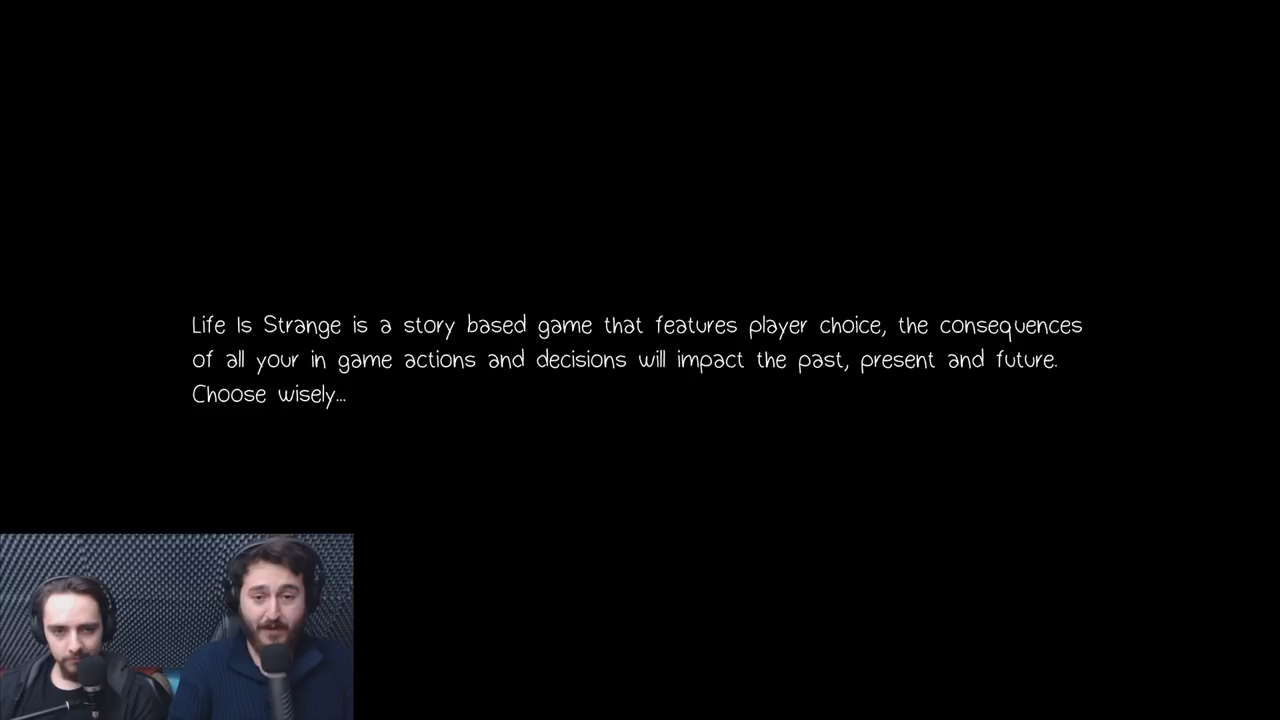 Life Is Strange is a story based game that features player choice, the consequences
of all your in game actions and decisions will impact the past, present and future.
Choose wisely...